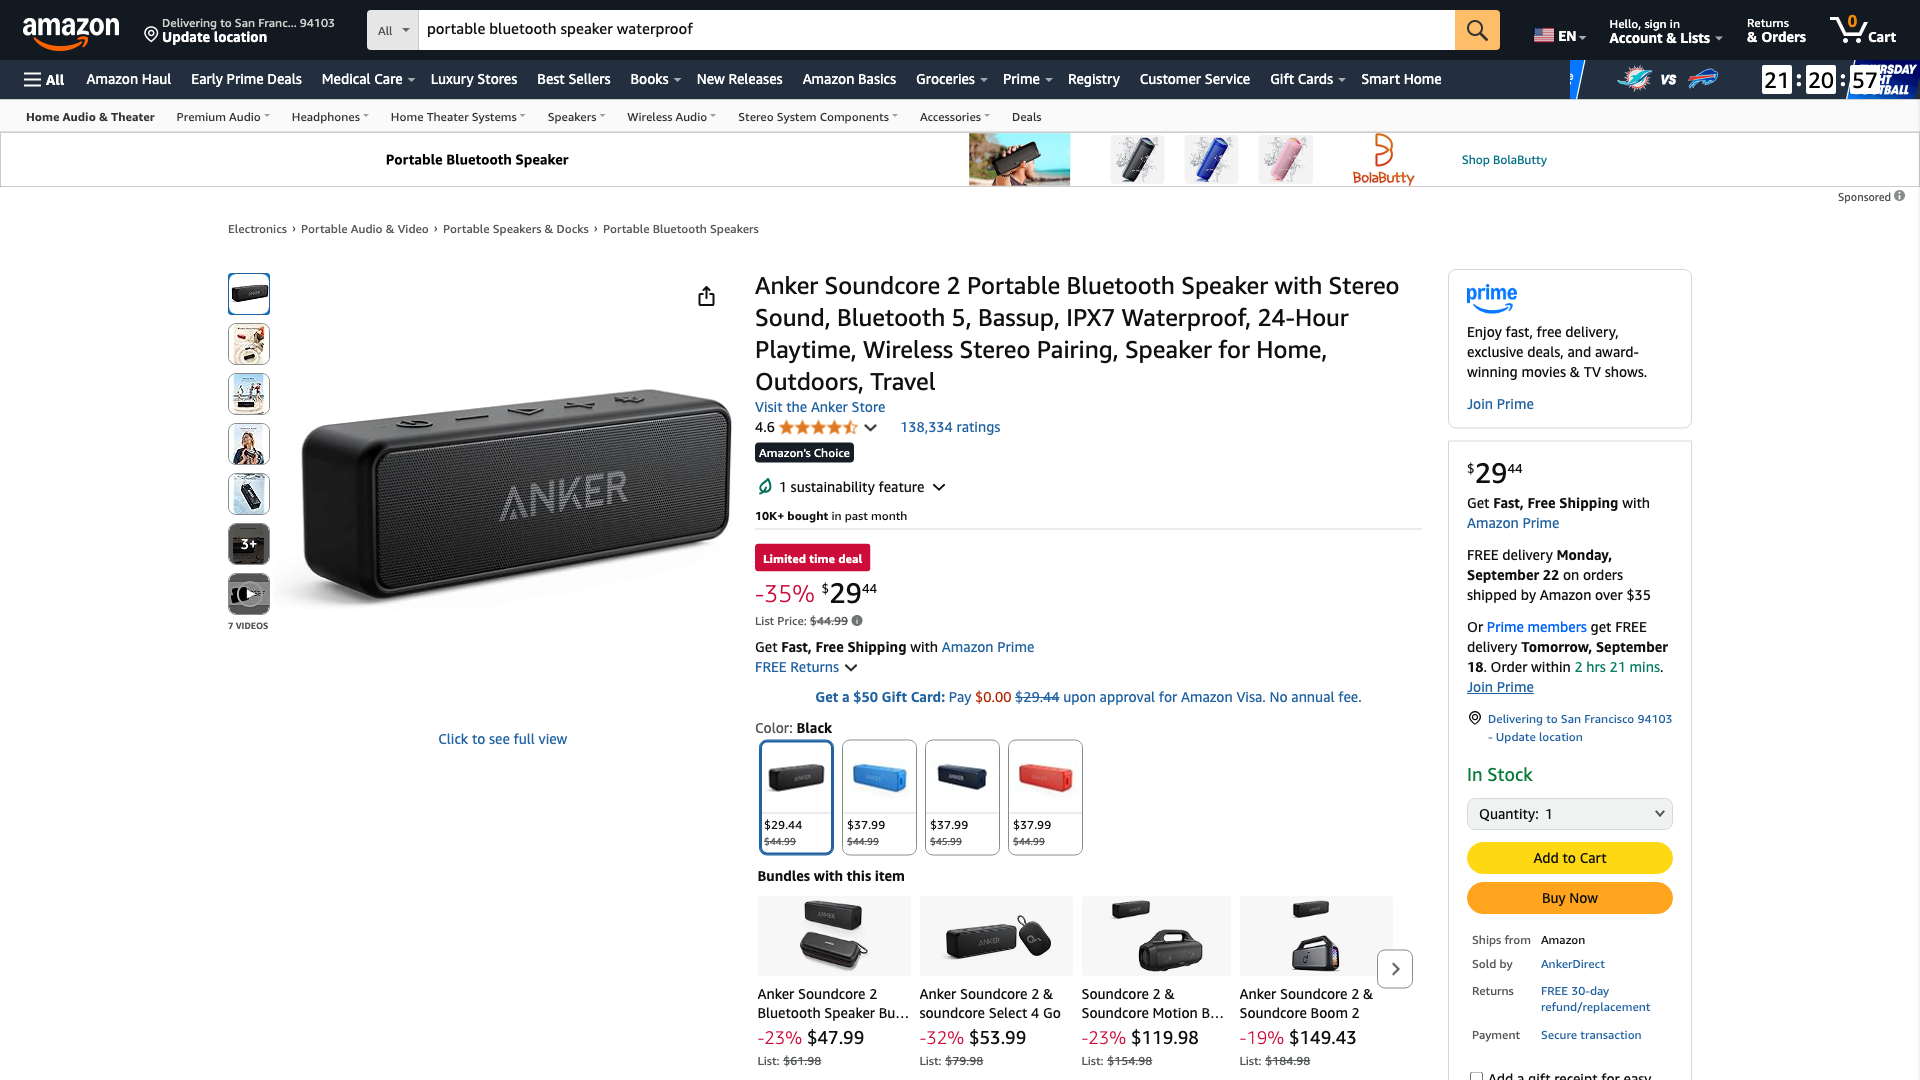 amazon
Delivering to San Franc... 94103
Update location
All
portable bluetooth speaker waterproof
EN
Hello, sign in
Account & Lists
Returns
& Orders
0
Cart
All
Amazon Haul
Early Prime Deals
Medical Care
Luxury Stores
Best Sellers
Books
New Releases
Amazon Basics
Groceries
Prime
Registry
Customer Service
Gift Cards
Smart Home
VS
21 : 20 : 57
Home Audio & Theater
Premium Audio
Headphones
Home Theater Systems
Speakers
Wireless Audio
Stereo System Components
Accessories
Deals
Portable Bluetooth Speaker
BolaButty
Shop BolaButty
Sponsored
Electronics › Portable Audio & Video › Portable Speakers & Docks › Portable Bluetooth Speakers
3+
7 VIDEOS
ANKER
Click to see full view
Anker Soundcore 2 Portable Bluetooth Speaker with Stereo
Sound, Bluetooth 5, Bassup, IPX7 Waterproof, 24-Hour
Playtime, Wireless Stereo Pairing, Speaker for Home,
Outdoors, Travel
Visit the Anker Store
4.6
138,334 ratings
Amazon's Choice
1 sustainability feature
10K+ bought in past month
Limited time deal
-35% $29 44
List Price: $44.99
Get Fast, Free Shipping with Amazon Prime
FREE Returns
Get a $50 Gift Card: Pay $0.00 $29.44 upon approval for Amazon Visa. No annual fee.
Color: Black
$29.44
$44.99
$37.99
$44.99
$37.99
$45.99
$37.99
$44.99
Bundles with this item
Anker Soundcore 2
Bluetooth Speaker Bu...
-23% $47.99
List: $61.98
Anker Soundcore 2 &
soundcore Select 4 Go
-32% $53.99
List: $79.98
Soundcore 2 &
Soundcore Motion B...
-23% $119.98
List: $154.98
Anker Soundcore 2 &
Soundcore Boom 2
-19% $149.43
List: $184.98
prime
Enjoy fast, free delivery,
exclusive deals, and award-
winning movies & TV shows.
Join Prime
$29 44
Get Fast, Free Shipping with
Amazon Prime
FREE delivery Monday,
September 22 on orders
shipped by Amazon over $35
Or Prime members get FREE
delivery Tomorrow, September
18. Order within 2 hrs 21 mins.
Join Prime
Delivering to San Francisco 94103
- Update location
In Stock
Quantity: 1
Add to Cart
Buy Now
Ships from Amazon
Sold by AnkerDirect
Returns FREE 30-day
refund/replacement
Payment Secure transaction
Add a gift receipt for easy